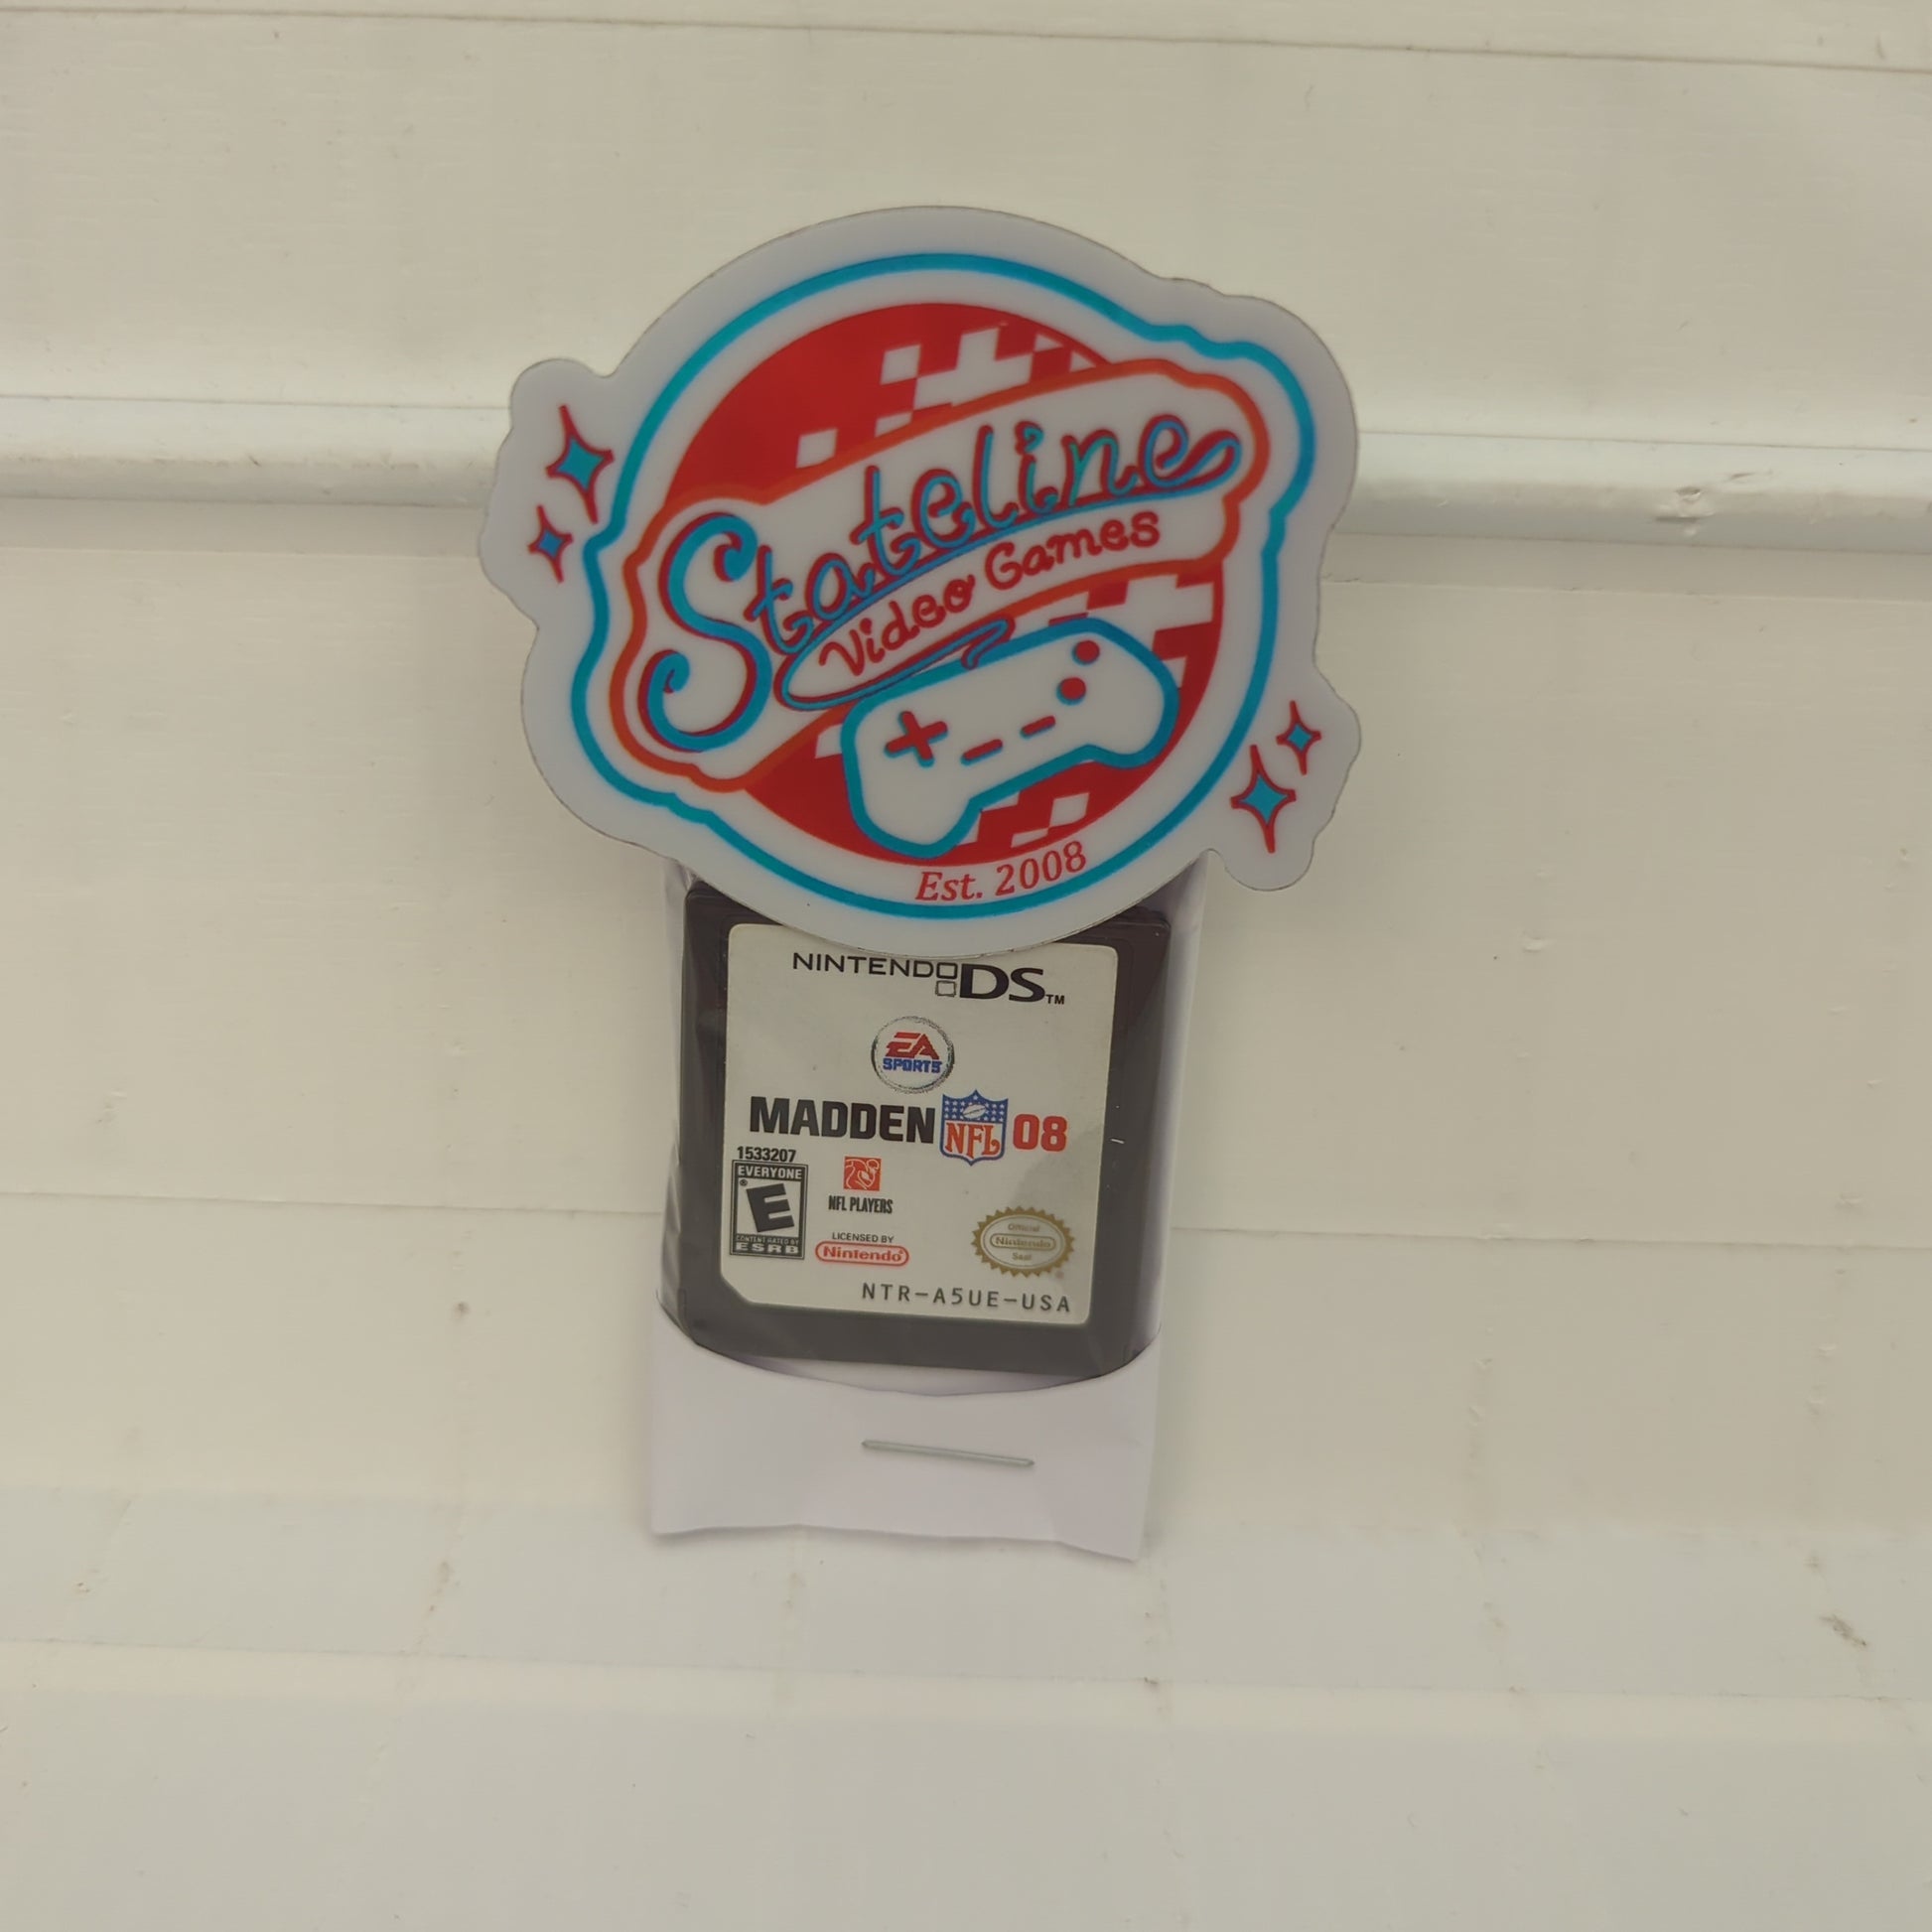 Stateline
Video Games
Est. 2008
NINTENDO DS™
EA
SPORTS
MADDEN NFL 08
1533207
EVERYONE
E
CONTENT RATED BY
ESRB
NFL PLAYERS
LICENSED BY
Nintendo®
Official
Nintendo
Seal
NTR-A5UE-USA